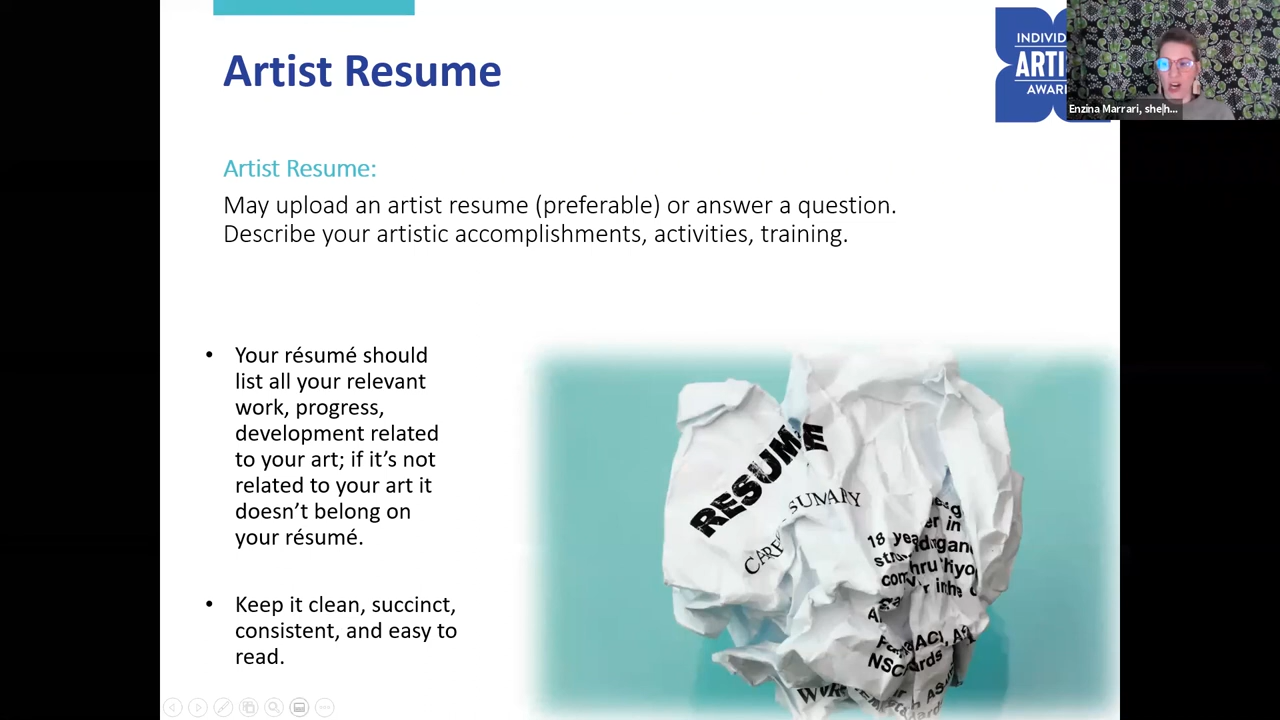 Artist Resume
INDIVID
ARTI
AWAR
Enzina Marrari, she|h...
Artist Resume:
May upload an artist resume (preferable) or answer a question.
Describe your artistic accomplishments, activities, training.
• Your résumé should
list all your relevant
work, progress,
development related
to your art; if it’s not
related to your art it
doesn’t belong on
your résumé.
• Keep it clean, succinct,
consistent, and easy to
read.
RESUME
SUMARY
18 yea